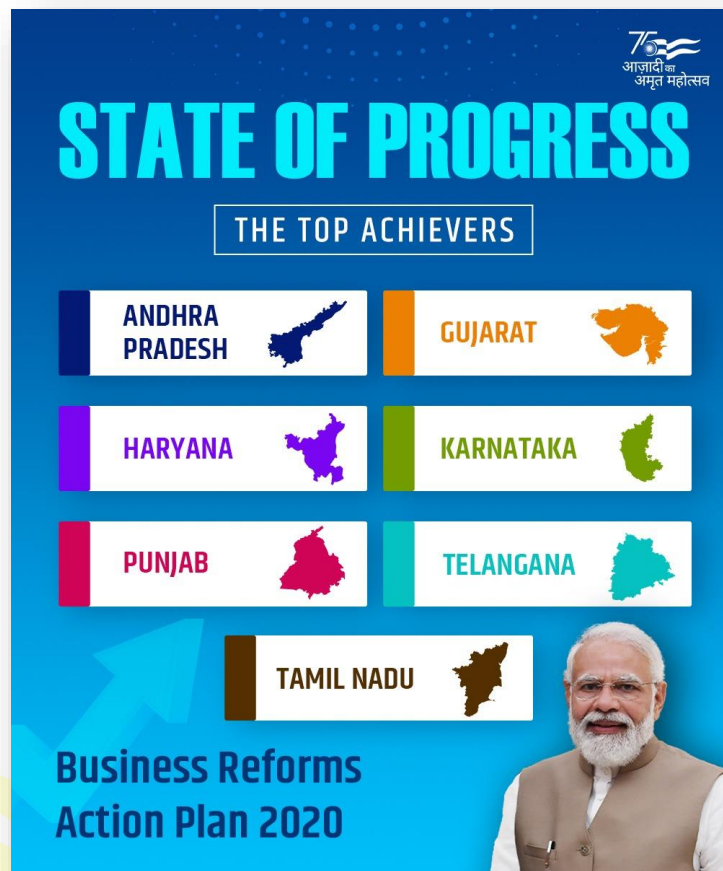 75
आज़ादी का
अमृत महोत्सव
STATE OF PROGRESS
THE TOP ACHIEVERS
ANDHRA
PRADESH
GUJARAT
HARYANA
KARNATAKA
PUNJAB
TELANGANA
TAMIL NADU
Business Reforms
Action Plan 2020